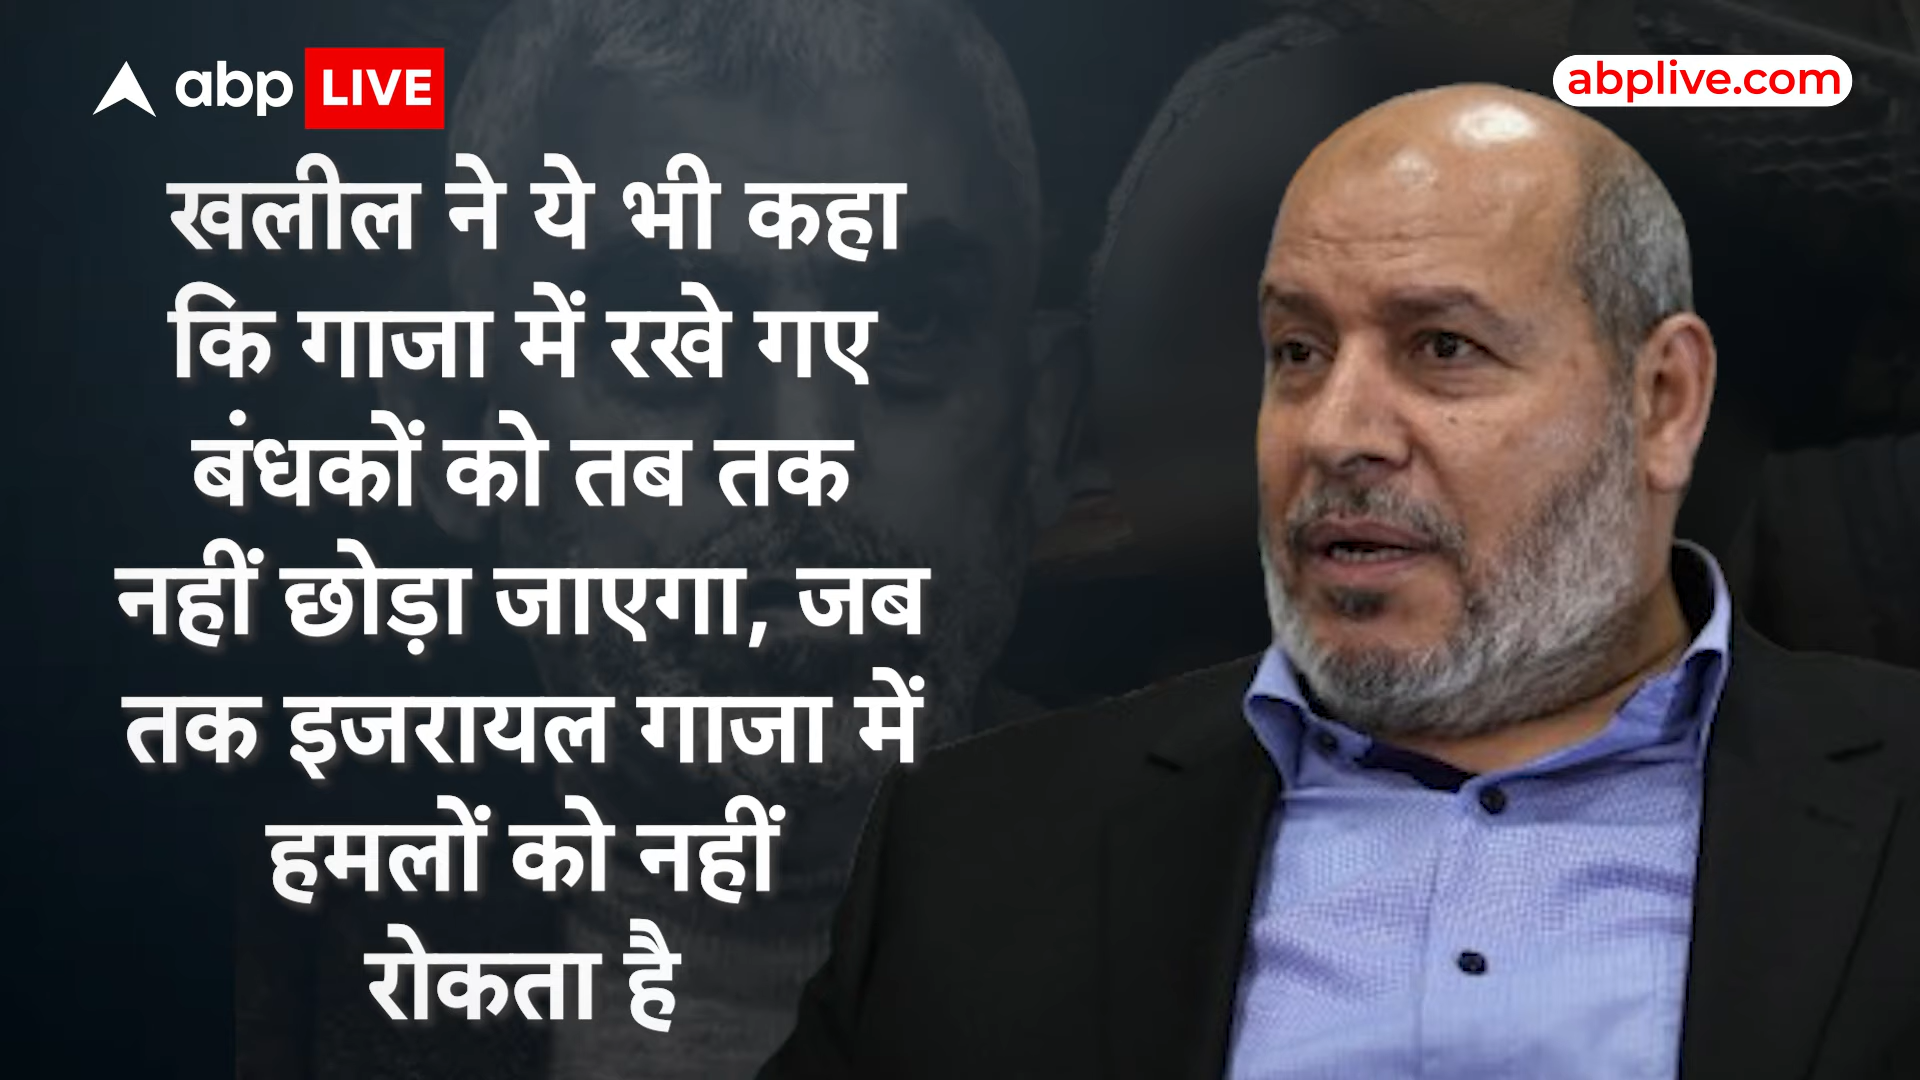 abp LIVE
abplive.com
खलील ने ये भी कहा
कि गाजा में रखे गए
बंधकों को तब तक
नहीं छोड़ा जाएगा, जब
तक इजरायल गाजा में
हमलों को नहीं
रोकता है